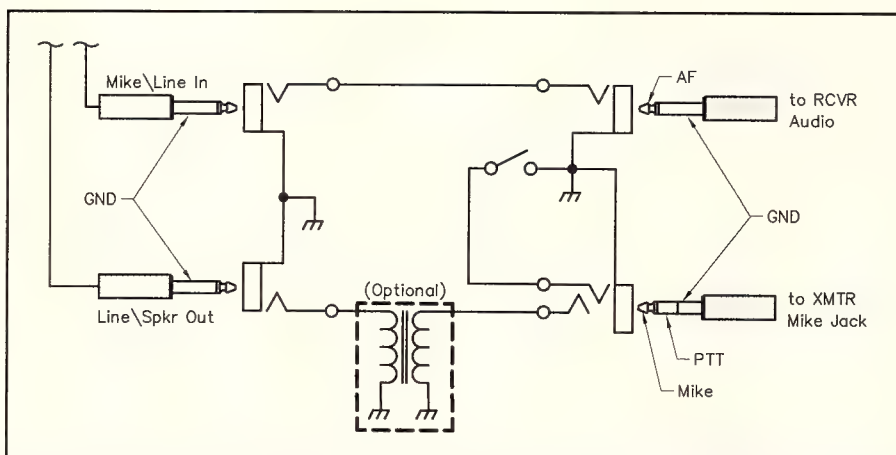 Mike\Line In
AF
to RCVR
Audio
GND
GND
(Optional)
Line\Spkr Out
to XMTR
Mike Jack
PTT
Mike